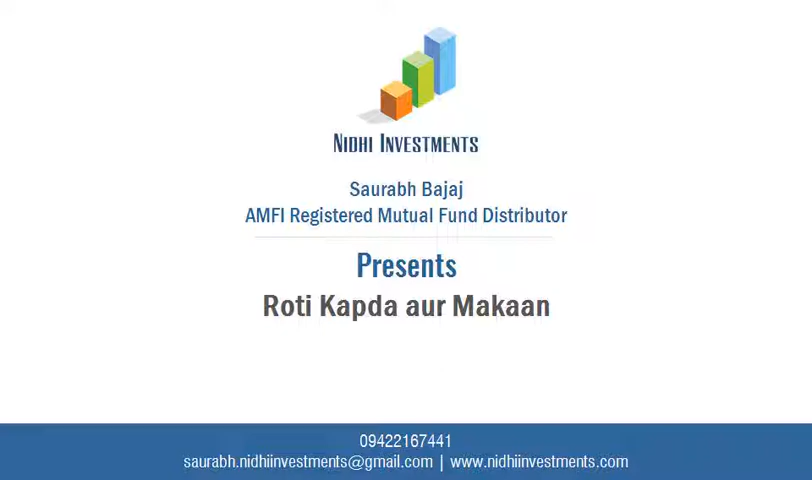 NIDHI INVESTMENTS
Saurabh Bajaj
AMFI Registered Mutual Fund Distributor
Presents
Roti Kapda aur Makaan
09422167441
saurabh.nidhiinvestments@gmail.com | www.nidhiinvestments.com